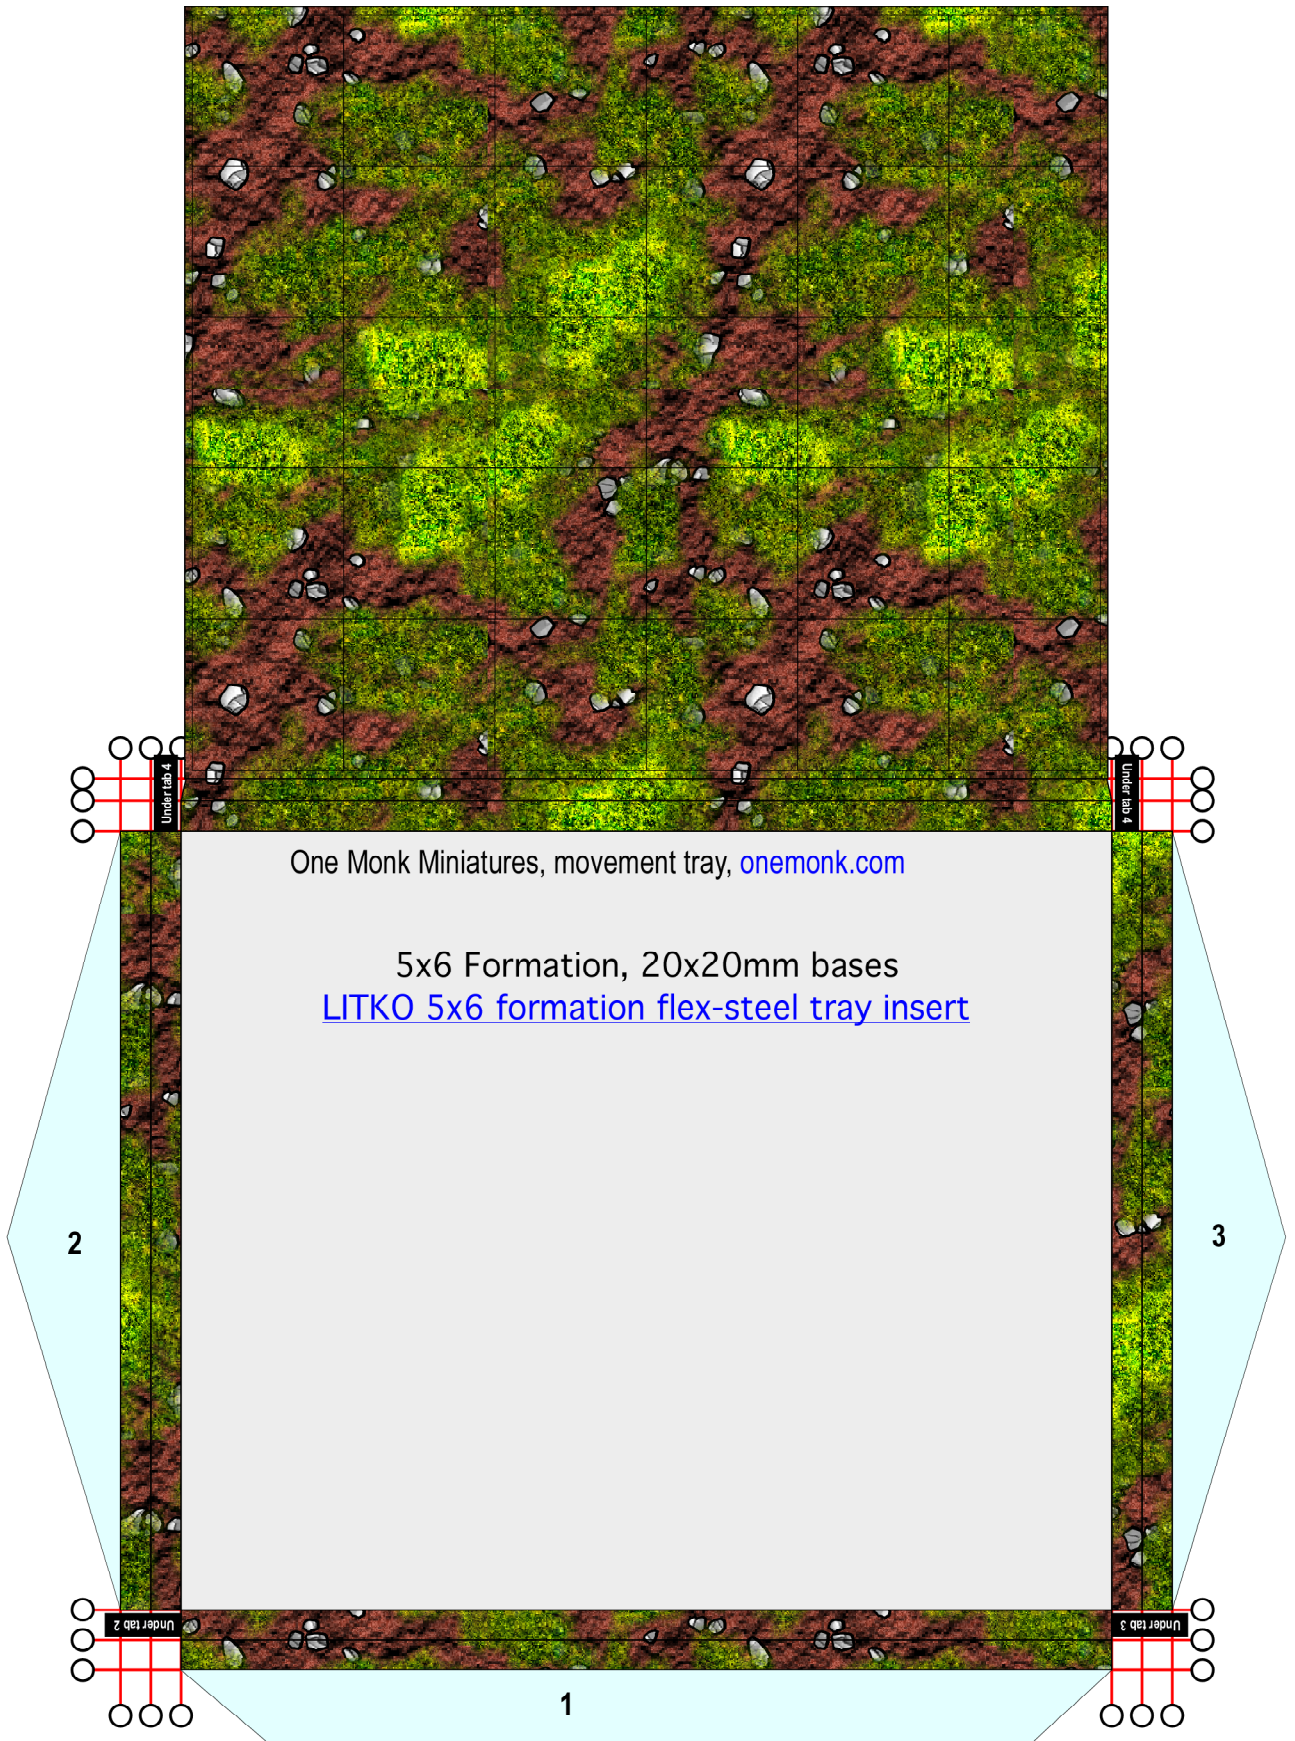 Under tab 4
Under tab 4
One Monk Miniatures, movement tray, onemonk.com
5x6 Formation, 20x20mm bases
LITKO 5x6 formation flex-steel tray insert
2
3
Under tab 2
Under tab 3
1